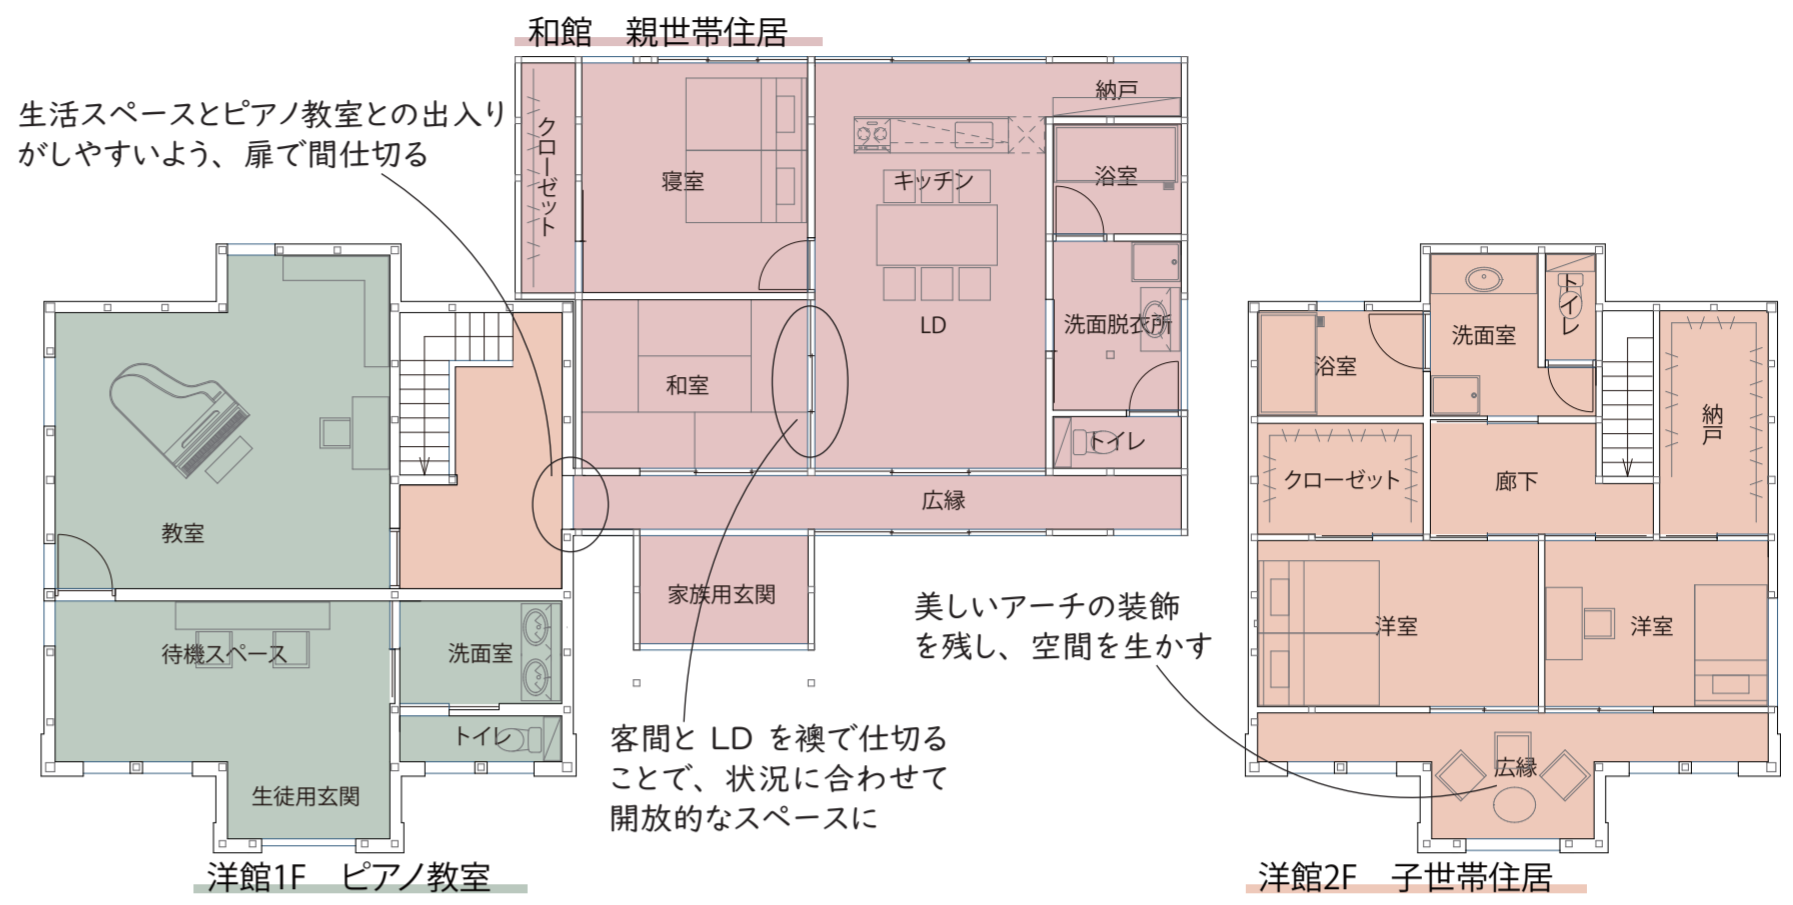 和館　親世帯住居
生活スペースとピアノ教室との出入り
がしやすいよう、扉で間仕切る
クローゼット
寝室
納戸
キッチン
浴室
LD
洗面脱衣所
和室
トイレ
広縁
家族用玄関
教室
待機スペース
洗面室
トイレ
生徒用玄関
洋館1F　ピアノ教室
客間と LD を襖で仕切る
ことで、状況に合わせて
開放的なスペースに
美しいアーチの装飾
を残し、空間を生かす
浴室
洗面室
トイレ
納戸
クローゼット
廊下
洋室
洋室
広縁
洋館2F　子世帯住居